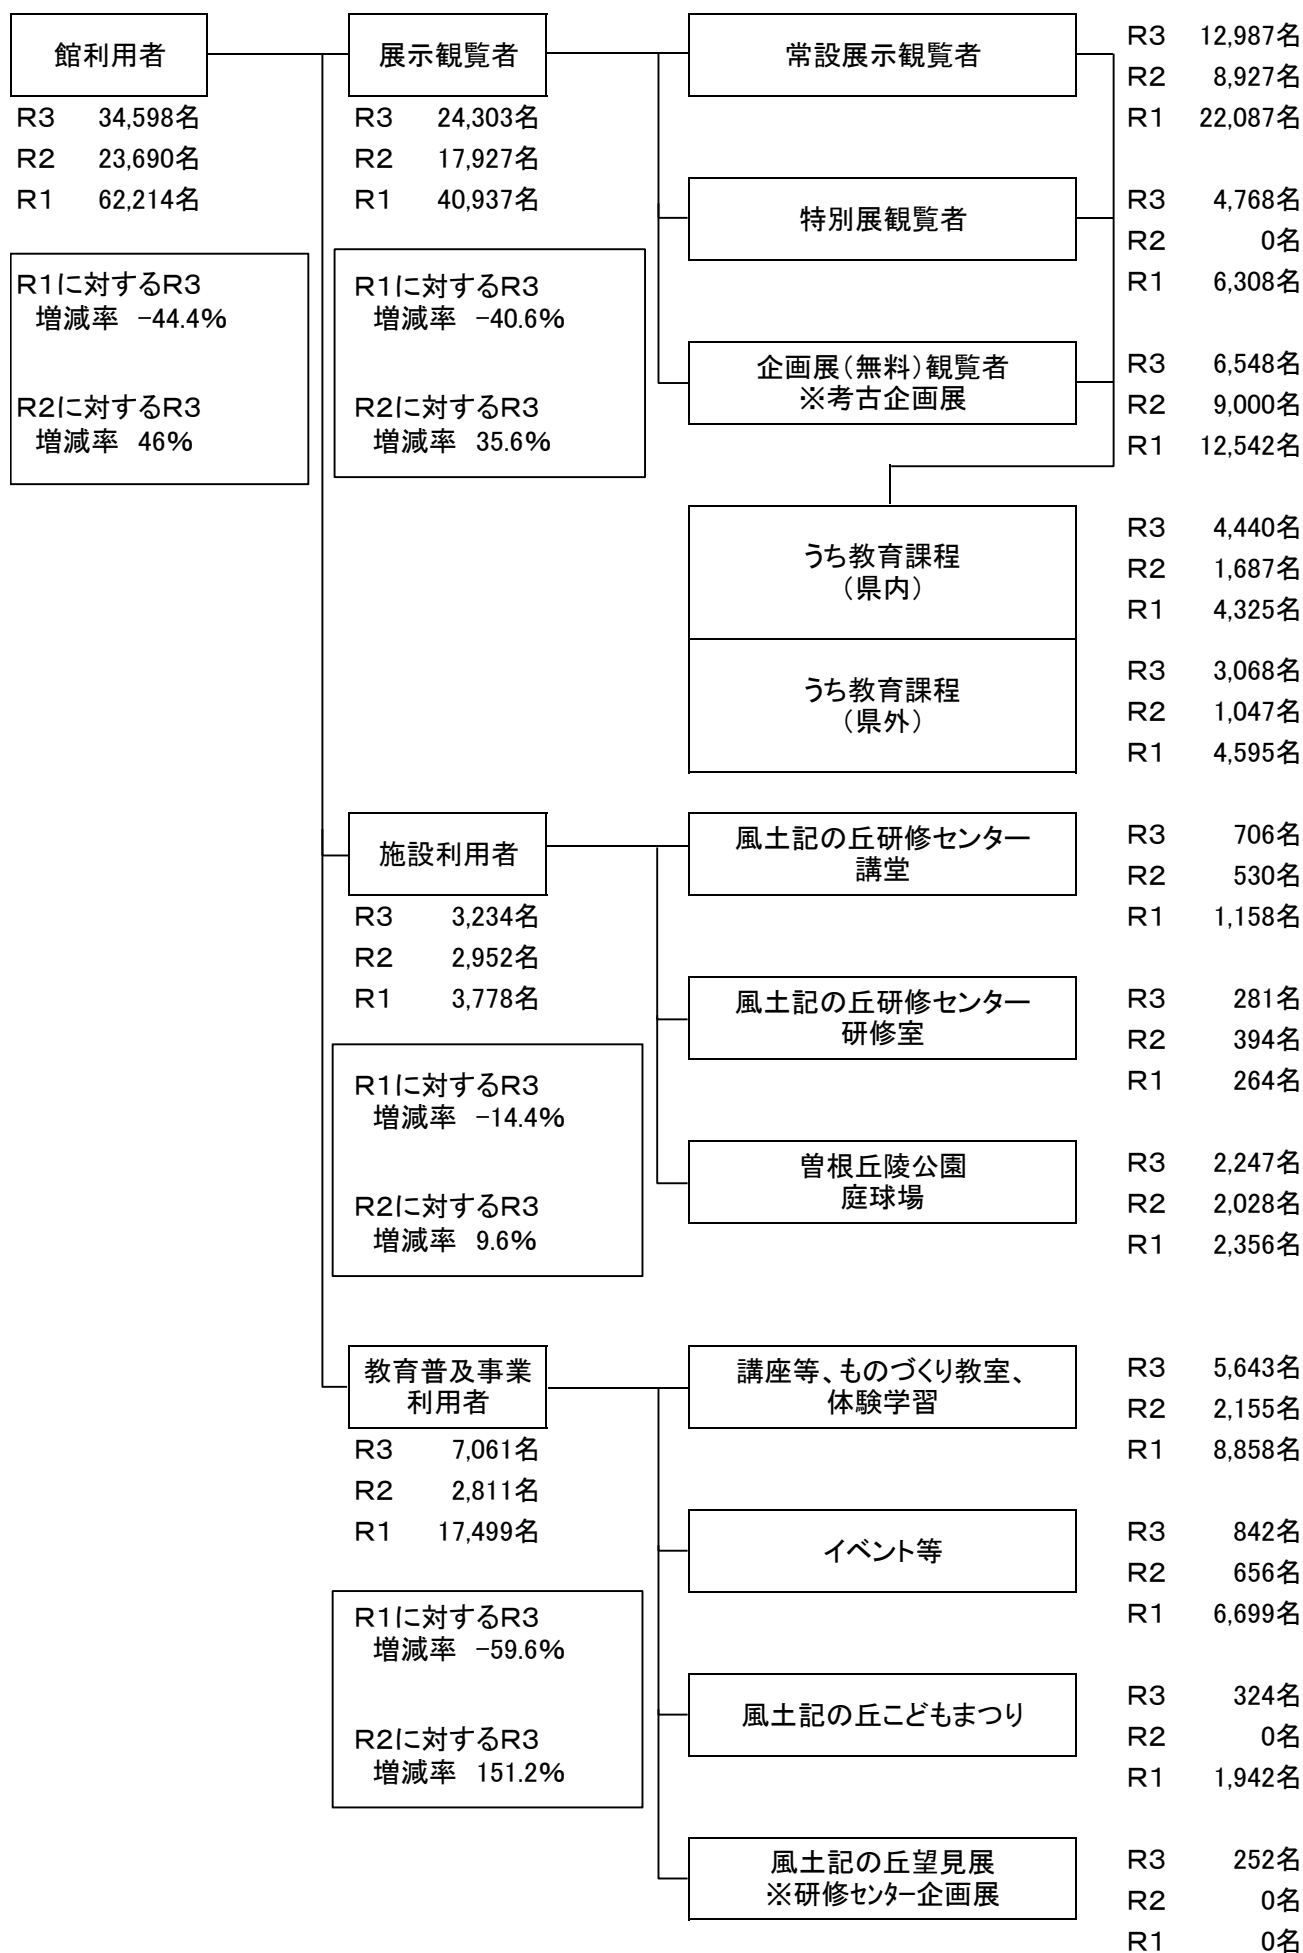 館利用者
R3 34,598名
R2 23,690名
R1 62,214名
R1に対するR3
増減率 -44.4%
R2に対するR3
増減率 46%
展示観覧者
R3 24,303名
R2 17,927名
R1 40,937名
R1に対するR3
増減率 -40.6%
R2に対するR3
増減率 35.6%
常設展示観覧者
R3 12,987名
R2 8,927名
R1 22,087名
特別展観覧者
R3 4,768名
R2 0名
R1 6,308名
企画展(無料)観覧者
※考古企画展
R3 6,548名
R2 9,000名
R1 12,542名
うち教育課程
(県内)
R3 4,440名
R2 1,687名
R1 4,325名
うち教育課程
(県外)
R3 3,068名
R2 1,047名
R1 4,595名
施設利用者
R3 3,234名
R2 2,952名
R1 3,778名
R1に対するR3
増減率 -14.4%
R2に対するR3
増減率 9.6%
風土記の丘研修センター
講堂
R3 706名
R2 530名
R1 1,158名
風土記の丘研修センター
研修室
R3 281名
R2 394名
R1 264名
曽根丘陵公園
庭球場
R3 2,247名
R2 2,028名
R1 2,356名
教育普及事業
利用者
R3 7,061名
R2 2,811名
R1 17,499名
R1に対するR3
増減率 -59.6%
R2に対するR3
増減率 151.2%
講座等、ものづくり教室、
体験学習
R3 5,643名
R2 2,155名
R1 8,858名
イベント等
R3 842名
R2 656名
R1 6,699名
風土記の丘こどもまつり
R3 324名
R2 0名
R1 1,942名
風土記の丘望見展
※研修センター企画展
R3 252名
R2 0名
R1 0名